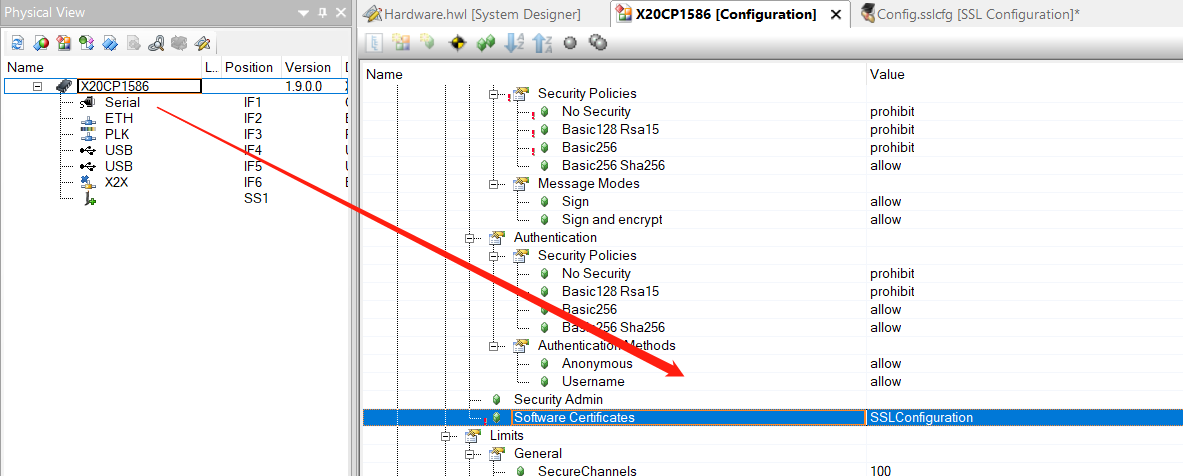 Physical View
Name L.. Position Version D
X20CP1586 1.9.0.0
Serial IF1
ETH IF2
PLK IF3
USB IF4
USB IF5
X2X IF6
SS1
Hardware.hwl [System Designer] X20CP1586 [Configuration] Config.sslcfg [SSL Configuration]*
Name Value
Security Policies
No Security prohibit
Basic128 Rsa15 prohibit
Basic256 prohibit
Basic256 Sha256 allow
Message Modes
Sign allow
Sign and encrypt allow
Authentication
Security Policies
No Security prohibit
Basic128 Rsa15 prohibit
Basic256 allow
Basic256 Sha256 allow
Authentication Methods
Anonymous allow
Username allow
Security Admin
Software Certificates SSLConfiguration
Limits
General
SecureChannels 100